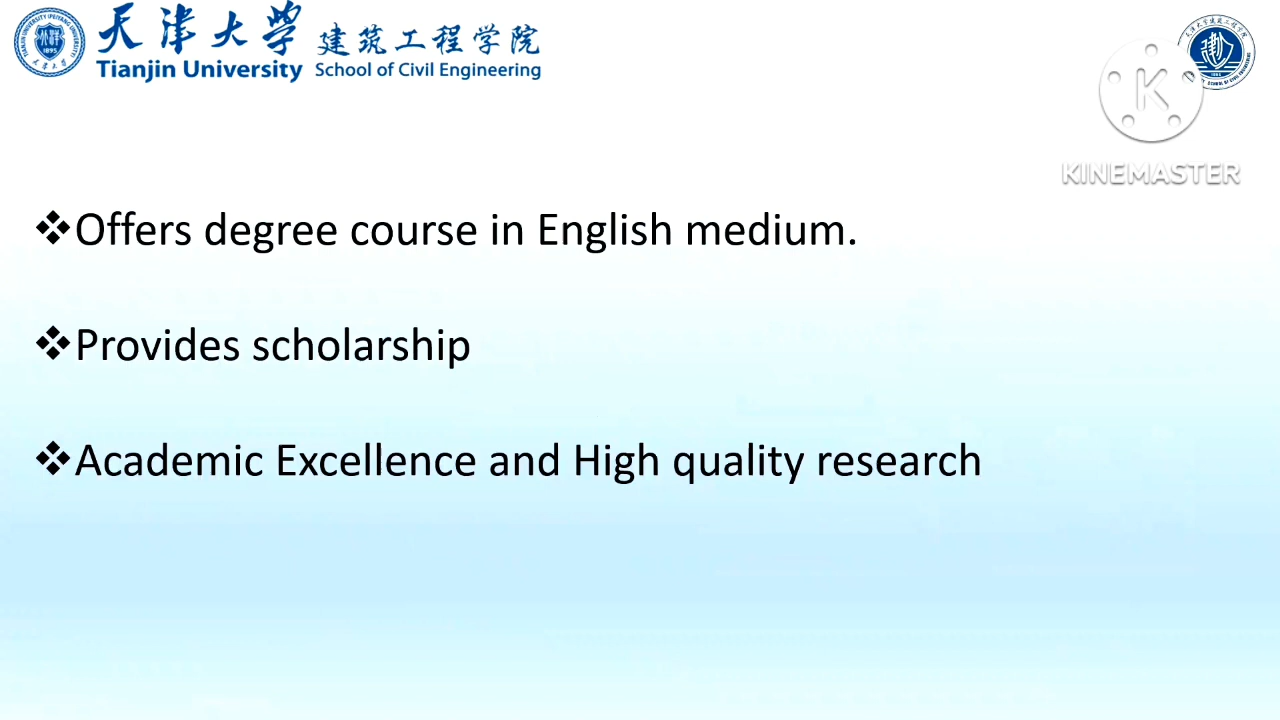 天津大学 建筑工程学院
Tianjin University School of Civil Engineering
1895
K
KINEMASTER
❖Offers degree course in English medium.
❖Provides scholarship
❖Academic Excellence and High quality research